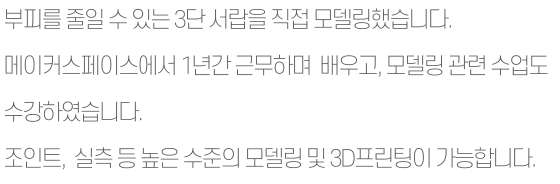 부피를 줄일 수 있는 3단 서랍을 직접 모델링했습니다.
메이커스페이스에서 1년간 근무하며 배우고, 모델링 관련 수업도
수강하였습니다.
조인트, 실측 등 높은 수준의 모델링 및 3D프린팅이 가능합니다.